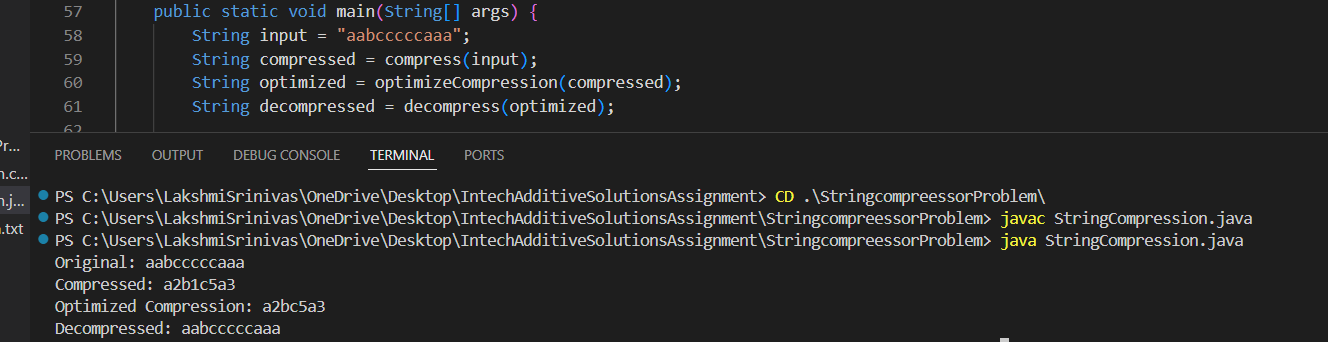 57 public static void main(String[] args) {
58 String input = "aabcccccaaa";
59 String compressed = compress(input);
60 String optimized = optimizeCompression(compressed);
61 String decompressed = decompress(optimized);
62
Pr...
n.c...
n.j...
.txt
PROBLEMS OUTPUT DEBUG CONSOLE TERMINAL PORTS
PS C:\Users\LakshmiSrinivas\OneDrive\Desktop\IntechAdditiveSolutionsAssignment> CD .\StringcompreessorProblem\
PS C:\Users\LakshmiSrinivas\OneDrive\Desktop\IntechAdditiveSolutionsAssignment\StringcompreessorProblem> javac StringCompression.java
PS C:\Users\LakshmiSrinivas\OneDrive\Desktop\IntechAdditiveSolutionsAssignment\StringcompreessorProblem> java StringCompression.java
Original: aabcccccaaa
Compressed: a2b1c5a3
Optimized Compression: a2bc5a3
Decompressed: aabcccccaaa